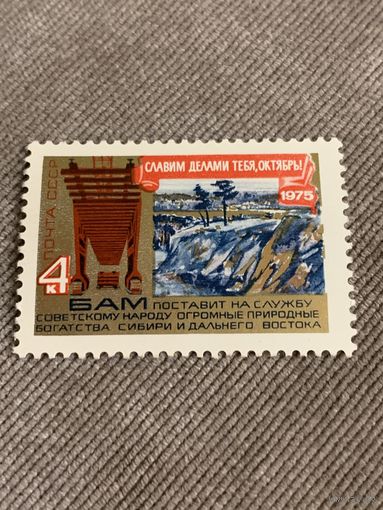 СЛАВИМ ДЕЛАМИ ТЕБЯ, ОКТЯБРЬ!
1975
ПОЧТА СССР
4 К
БАМ ПОСТАВИТ НА СЛУЖБУ
СОВЕТСКОМУ НАРОДУ ОГРОМНЫЕ ПРИРОДНЫЕ
БОГАТСТВА СИБИРИ И ДАЛЬНЕГО ВОСТОКА